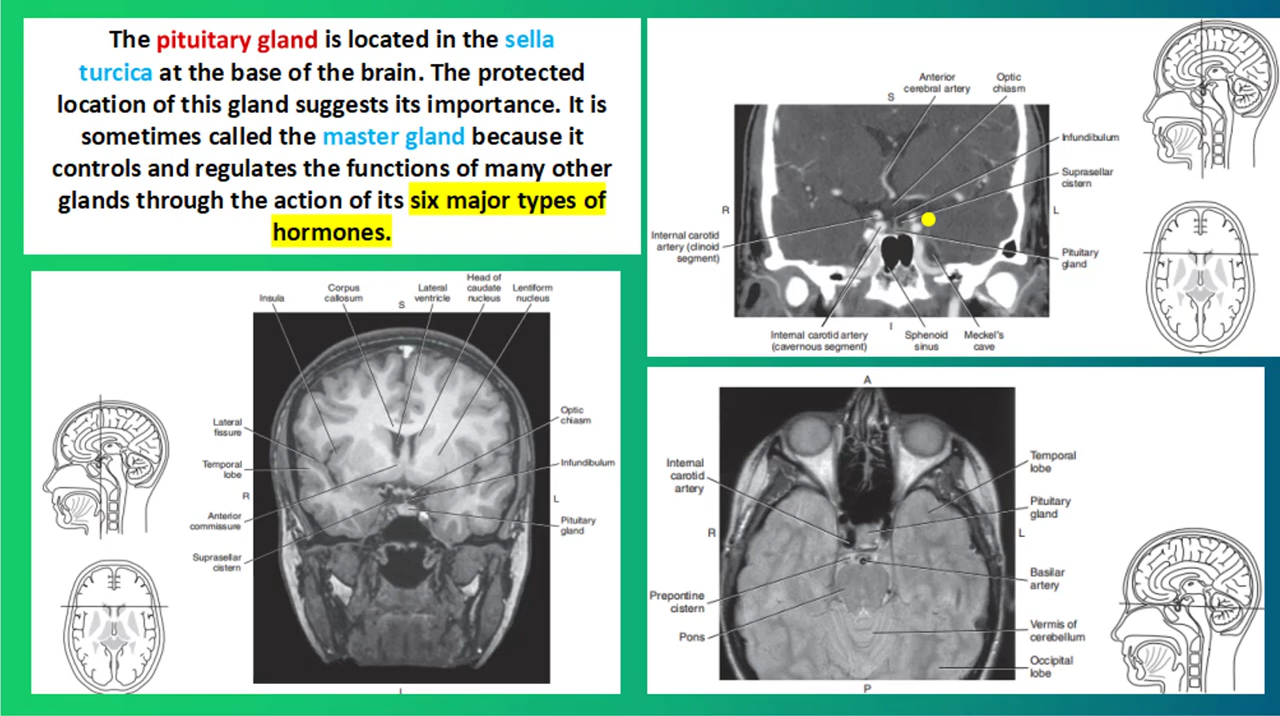 The pituitary gland is located in the sella
turcica at the base of the brain. The protected
location of this gland suggests its importance. It is
sometimes called the master gland because it
controls and regulates the functions of many other
glands through the action of its six major types of
hormones.
Anterior
cerebral artery
Optic
chiasm
S
Infundibulum
Suprasellar
cistern
R
L
Internal carotid
artery (clinoid
segment)
Pituitary
gland
I
Internal carotid artery
(cavernous segment)
Sphenoid
sinus
Meckel's
cave
Insula
Corpus
callosum
Lateral
ventricle
Head of
caudate
nucleus
Lentiform
nucleus
S
Lateral
fissure
Temporal
lobe
R
Anterior
commissure
Suprasellar
cistern
Optic
chiasm
Infundibulum
L
Pituitary
gland
A
Internal
carotid
artery
Temporal
lobe
Pituitary
gland
R
L
Basilar
artery
Prepontine
cistern
Pons
Vermis of
cerebellum
Occipital
lobe
P